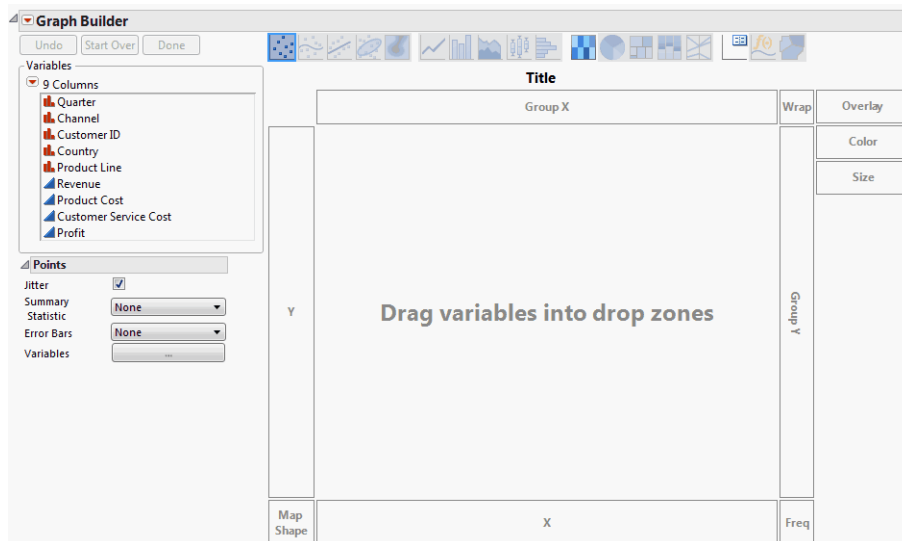 Graph Builder
Undo Start Over Done
Variables
9 Columns
Quarter
Channel
Customer ID
Country
Product Line
Revenue
Product Cost
Customer Service Cost
Profit
Points
Jitter
Summary
Statistic
None
Error Bars
None
Variables
...
Title
Group X
Wrap
Overlay
Color
Size
Y
Drag variables into drop zones
Group Y
Map
Shape
X
Freq